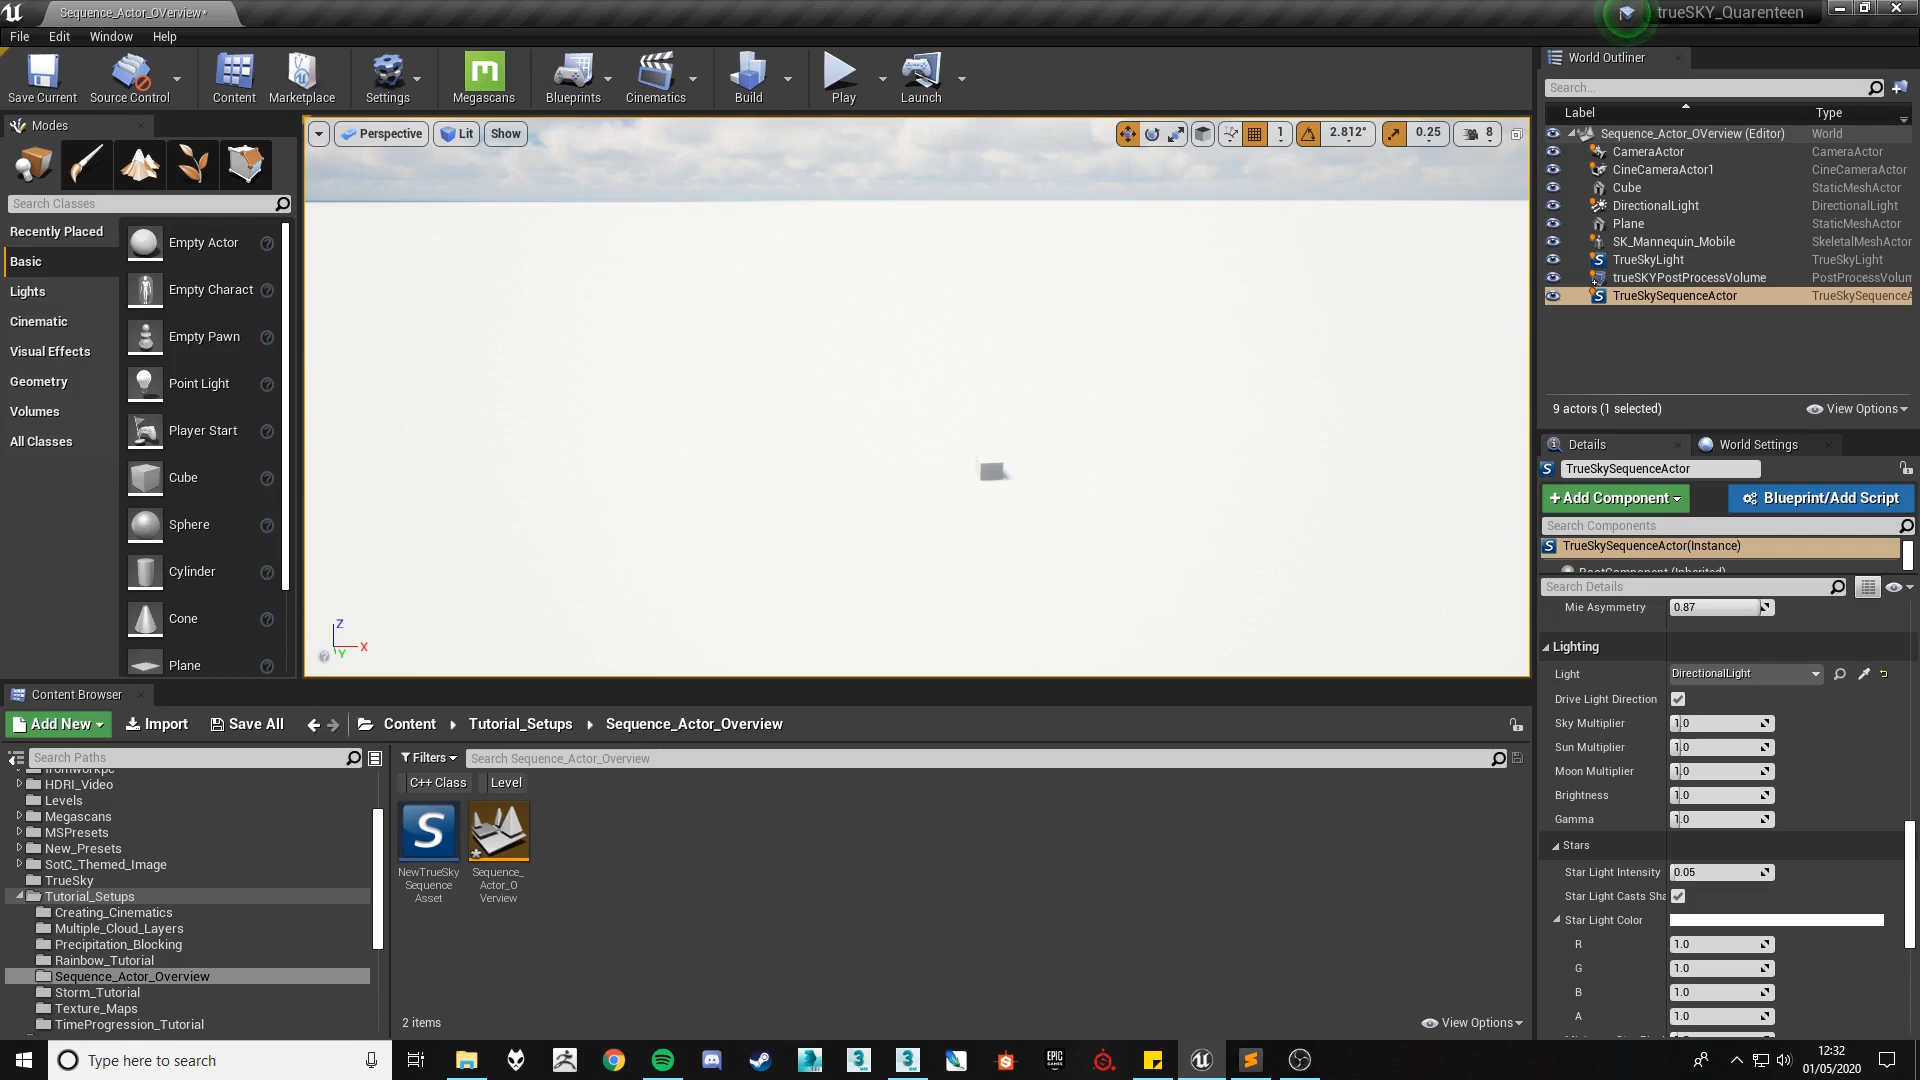 Sequence_Actor_OVerview*
trueSKY_Quarenteen
File Edit Window Help
Save Current
Source Control
Content
Marketplace
Settings
Megascans
Blueprints
Cinematics
Build
Play
Launch
Modes
Search Classes
Recently Placed
Basic
Lights
Cinematic
Visual Effects
Geometry
Volumes
All Classes
Empty Actor
Empty Charact
Empty Pawn
Point Light
Player Start
Cube
Sphere
Cylinder
Cone
Plane
Perspective
Lit
Show
1
2.812°
0.25
8
Z
X
Y
World Outliner
Search...
Label Type
Sequence_Actor_OVerview (Editor) World
CameraActor CameraActor
CineCameraActor1 CineCameraActor
Cube StaticMeshActor
DirectionalLight DirectionalLight
Plane StaticMeshActor
SK_Mannequin_Mobile SkeletalMeshActor
TrueSkyLight TrueSkyLight
trueSKYPostProcessVolume PostProcessVolum
TrueSkySequenceActor TrueSkySequenceA
9 actors (1 selected)
View Options
Details
World Settings
TrueSkySequenceActor
+Add Component
Blueprint/Add Script
Search Components
TrueSkySequenceActor(Instance)
RootComponent (Inherited)
Search Details
Mie Asymmetry 0.87
Lighting
Light DirectionalLight
Drive Light Direction
Sky Multiplier 1.0
Sun Multiplier 1.0
Moon Multiplier 1.0
Brightness 1.0
Gamma 1.0
Stars
Star Light Intensity 0.05
Star Light Casts Sha
Star Light Color
R 1.0
G 1.0
B 1.0
A 1.0
Content Browser
Add New
Import
Save All
Content
Tutorial_Setups
Sequence_Actor_Overview
Search Paths
Filters
Search Sequence_Actor_Overview
C++ Class
Level
HDRI_Video
Levels
Megascans
MSPresets
New_Presets
SotC_Themed_Image
TrueSky
Tutorial_Setups
Creating_Cinematics
Multiple_Cloud_Layers
Precipitation_Blocking
Rainbow_Tutorial
Sequence_Actor_Overview
Storm_Tutorial
Texture_Maps
TimeProgression_Tutorial
NewTrueSky
Sequence
Asset
Sequence_
Actor_O
Verview
2 items
View Options
Type here to search
12:32
01/05/2020